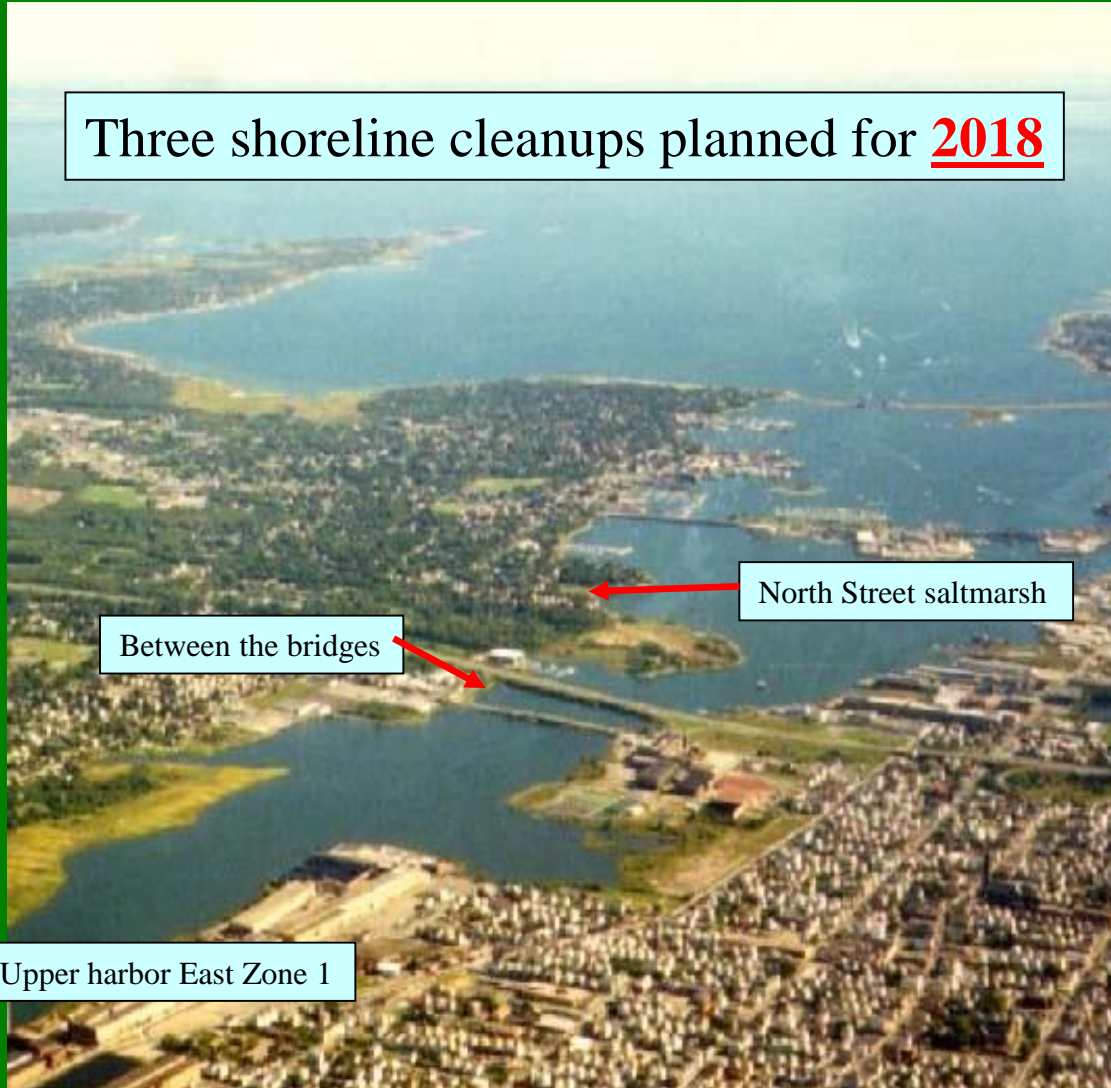 Three shoreline cleanups planned for 2018
North Street saltmarsh
Between the bridges
Upper harbor East Zone 1